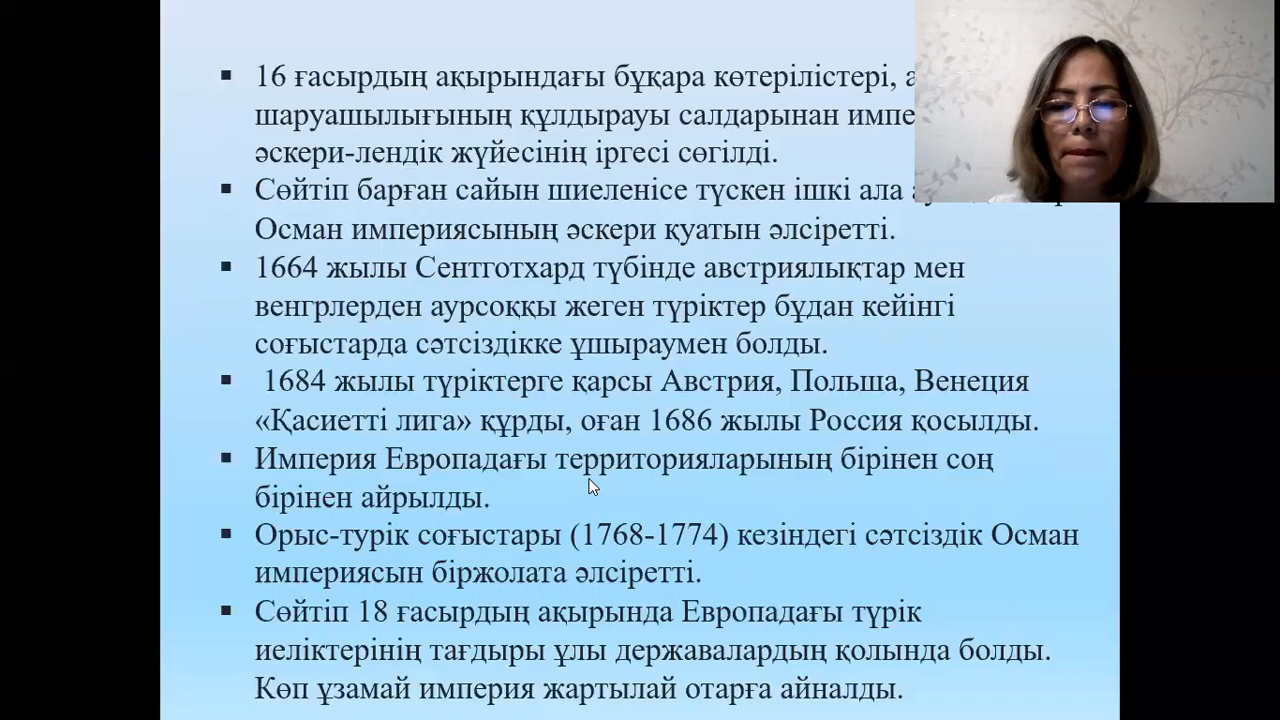 16 ғасырдың ақырындағы бұқара көтерілістері,
шаруашылығының құлдырауы салдарынан
әскери-лендік жүйесінің іргесі сөгілді.
Сөйтіп барған сайын шиеленісе түскен ішкі ала
Осман империясының әскери қуатын әлсіретті.
1664 жылы Сентготхард түбінде австриялықтар мен
венгрлерден аурсоққы жеген түріктер бұдан кейінгі
соғыстарда сәтсіздікке ұшыраумен болды.
1684 жылы түріктерге қарсы Австрия, Польша, Венеция
«Қасиетті лига» құрды, оған 1686 жылы Россия қосылды.
Империя Европадағы территорияларының бірінен соң
бірінен айрылды.
Орыс-турік соғыстары (1768-1774) кезіндегі сәтсіздік Осман
империясын біржолата әлсіретті.
Сөйтіп 18 ғасырдың ақырында Европадағы түрік
иеліктерінің тағдыры ұлы державалардың қолында болды.
Көп ұзамай империя жартылай отарға айналды.